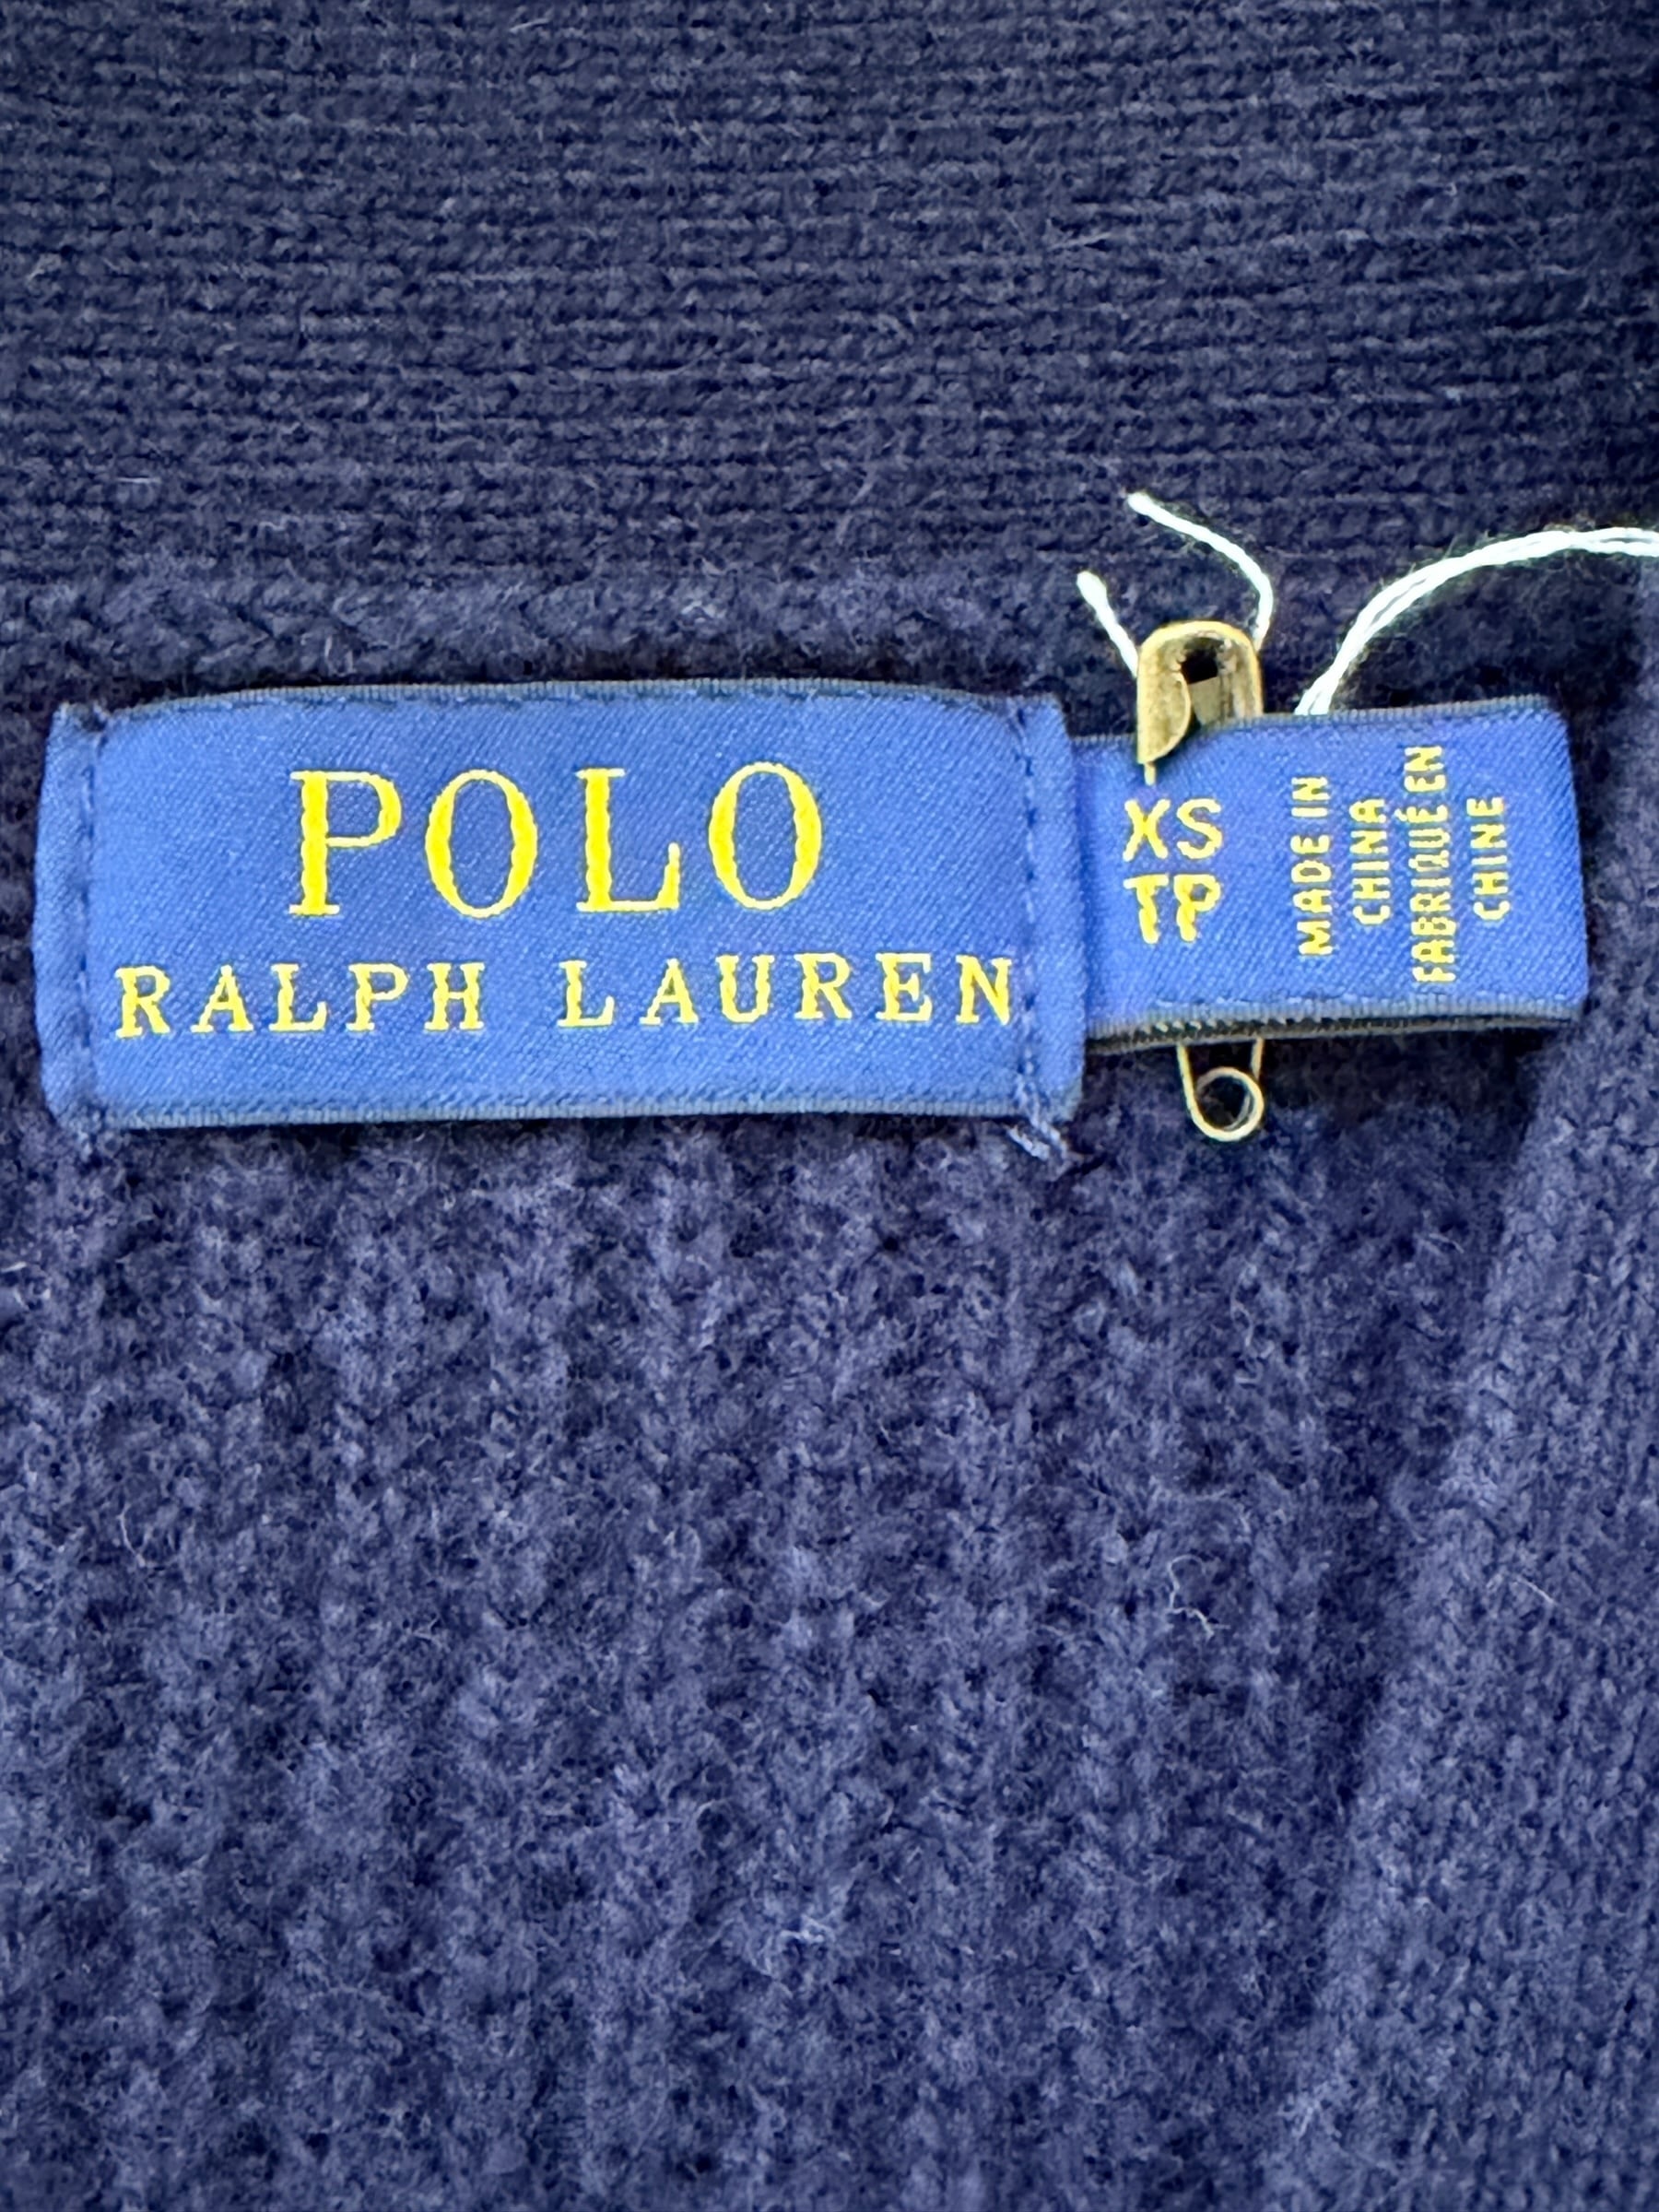 POLO
RALPH LAUREN
XS
TP
MADE IN
CHINA
FABRIQUÉ EN
CHINE